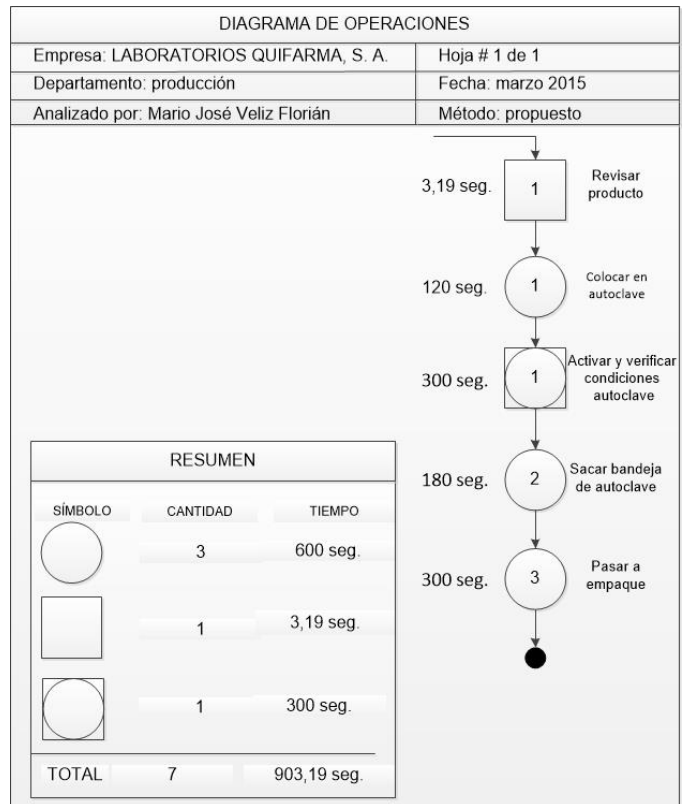 DIAGRAMA DE OPERACIONES
Empresa: LABORATORIOS QUIFARMA, S. A.
Hoja # 1 de 1
Departamento: producción
Fecha: marzo 2015
Analizado por: Mario José Veliz Florián
Método: propuesto
3,19 seg.
1
Revisar
producto
120 seg.
1
Colocar en
autoclave
300 seg.
1
Activar y verificar
condiciones
autoclave
180 seg.
2
Sacar bandeja
de autoclave
300 seg.
3
Pasar a
empaque
RESUMEN
SÍMBOLO CANTIDAD TIEMPO
3 600 seg.
1 3,19 seg.
1 300 seg.
TOTAL 7 903,19 seg.